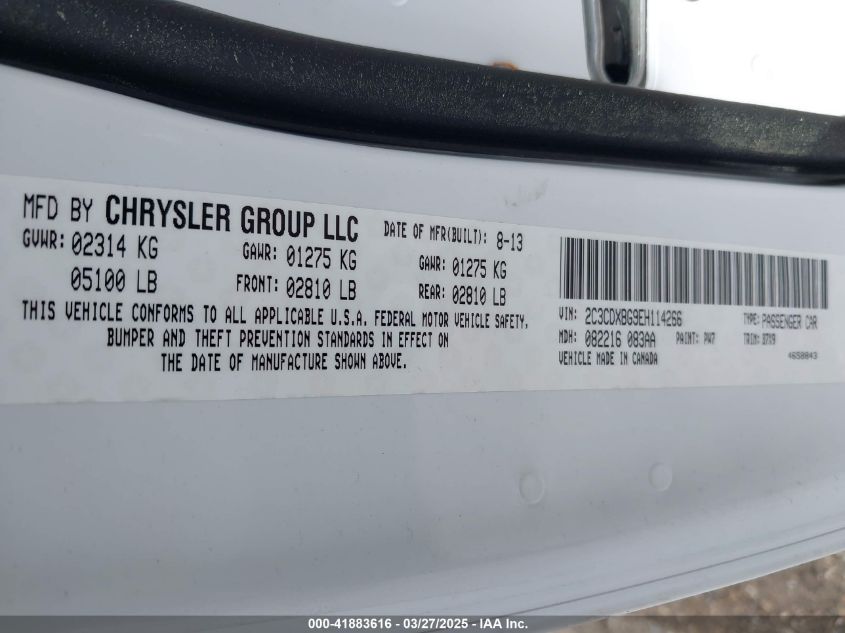 MFD BY CHRYSLER GROUP LLC DATE OF MFR(BUILT): 8-13
GVWR: 02314 KG GAWR: 01275 KG GAWR: 01275 KG
05100 LB FRONT: 02810 LB REAR: 02810 LB
THIS VEHICLE CONFORMS TO ALL APPLICABLE U.S.A. FEDERAL MOTOR VEHICLE SAFETY,
BUMPER AND THEFT PREVENTION STANDARDS IN EFFECT ON
THE DATE OF MANUFACTURE SHOWN ABOVE.
VIN: 2C3CDXBG9EH114266 TYPE: PASSENGER CAR
MDH: 082216 083AA PAINT: PW7 TRIM:
VEHICLE MADE IN CANADA 4658843
000-41883616 - 03/27/2025 - IAA Inc.